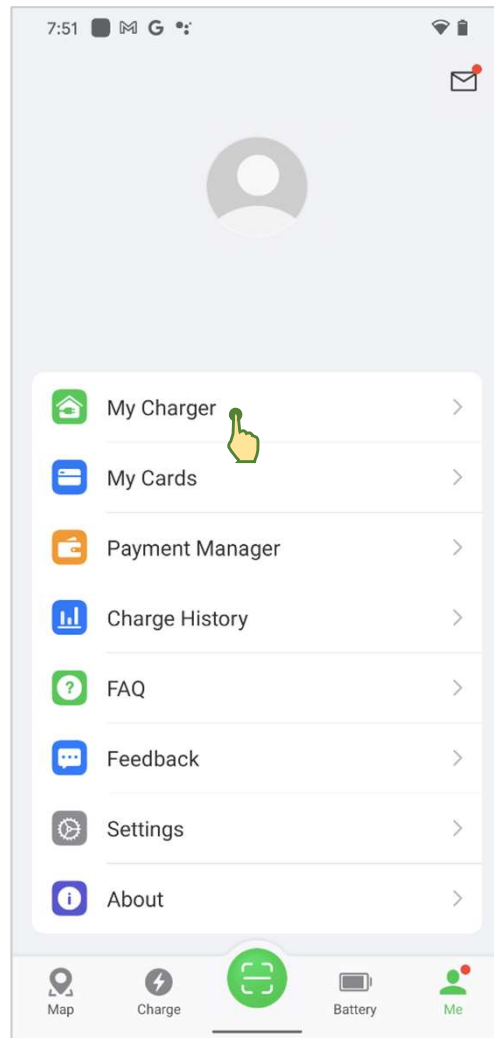 7:51
My Charger
My Cards
Payment Manager
Charge History
FAQ
Feedback
Settings
About
Map Charge Battery Me